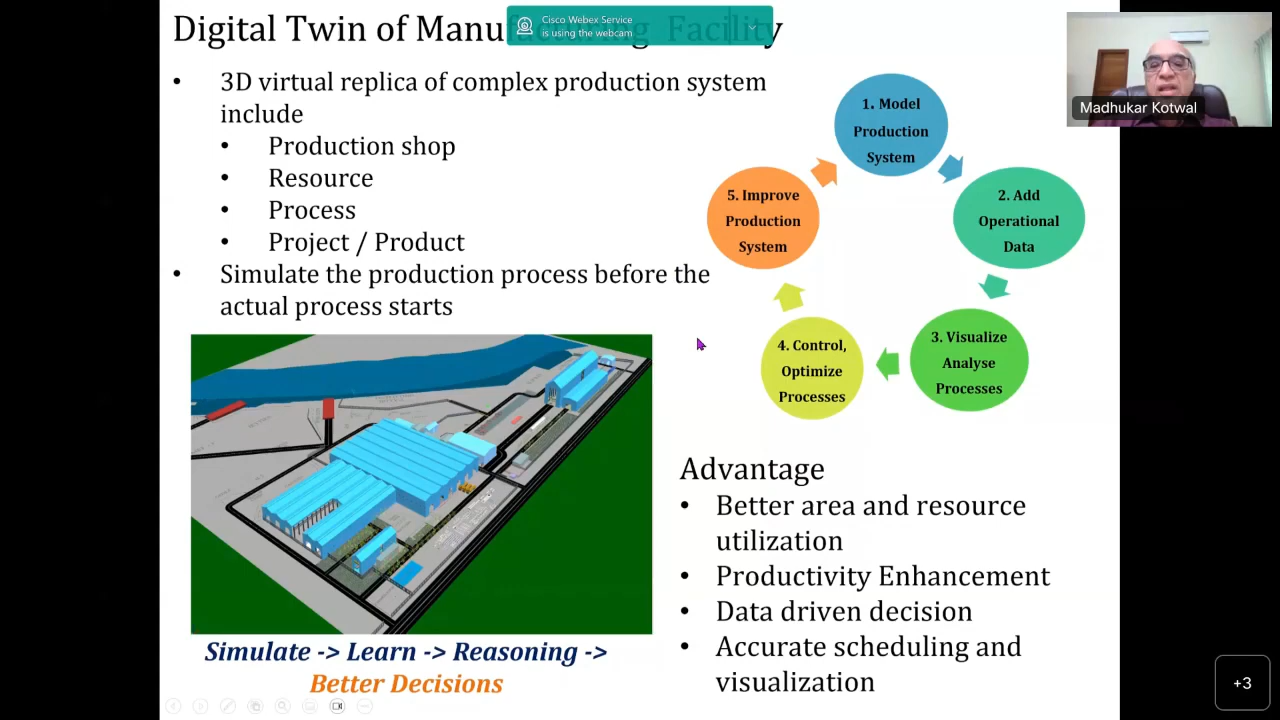 Digital Twin of Manufacturing Facility
Cisco Webex Service
is using the webcam
• 3D virtual replica of complex production system
include
• Production shop
• Resource
• Process
• Project / Product
• Simulate the production process before the
actual process starts
Simulate -> Learn -> Reasoning ->
Better Decisions
1. Model
Production
System
2. Add
Operational
Data
3. Visualize
Analyse
Processes
4. Control,
Optimize
Processes
5. Improve
Production
System
Advantage
• Better area and resource
utilization
• Productivity Enhancement
• Data driven decision
• Accurate scheduling and
visualization
Madhukar Kotwal
+3